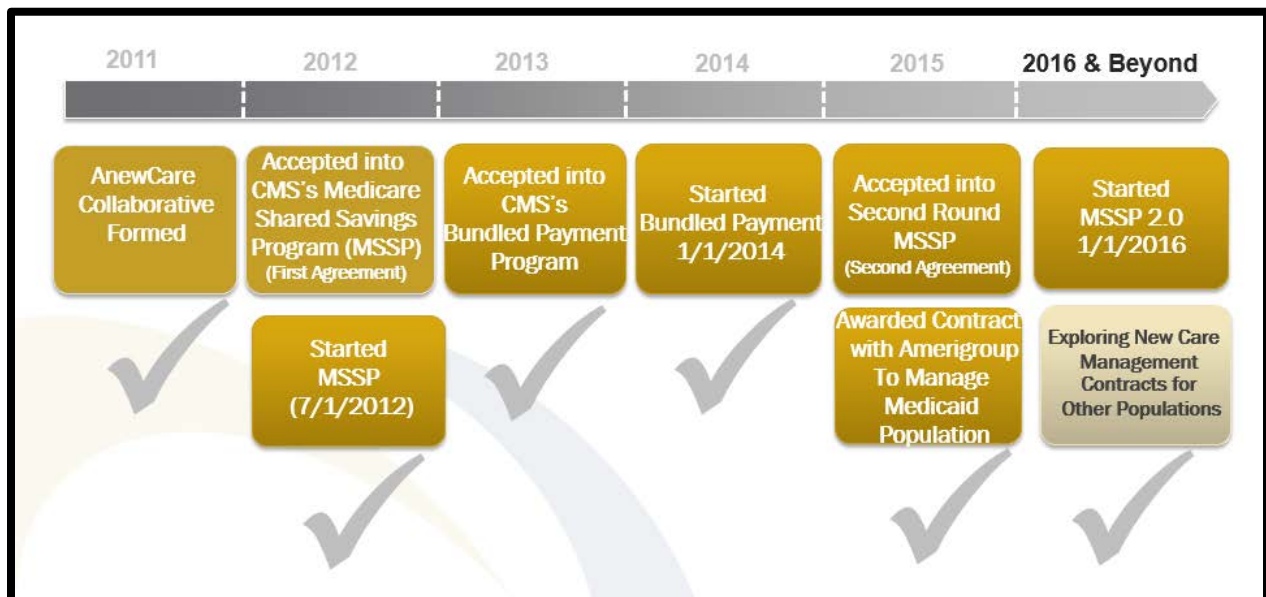 2011
2012
2013
2014
2015
2016 & Beyond
AnewCare
Collaborative
Formed
Accepted into
CMS's Medicare
Shared Savings
Program (MSSP)
(First Agreement)
Accepted into
CMS's
Bundled Payment
Program
Started
Bundled Payment
1/1/2014
Accepted into
Second Round
MSSP
(Second Agreement)
Started
MSSP 2.0
1/1/2016
Started
MSSP
(7/1/2012)
Awarded Contract
with Amerigroup
To Manage
Medicaid
Population
Exploring New Care
Management
Contracts for
Other Populations